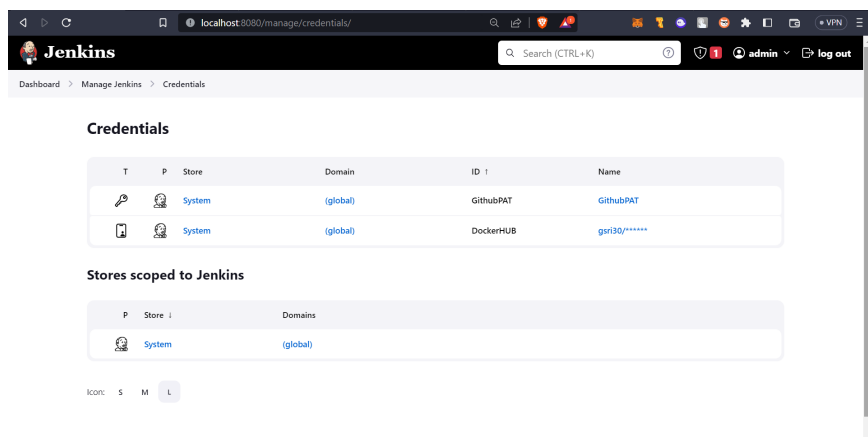 localhost:8080/manage/credentials/
VPN
Jenkins
Search (CTRL+K)
1
admin
log out
Dashboard > Manage Jenkins > Credentials
Credentials
T P Store Domain ID ↑ Name
System (global) GithubPAT GithubPAT
System (global) DockerHUB gsri30/******
Stores scoped to Jenkins
P Store ↓ Domains
System (global)
Icon: S M L